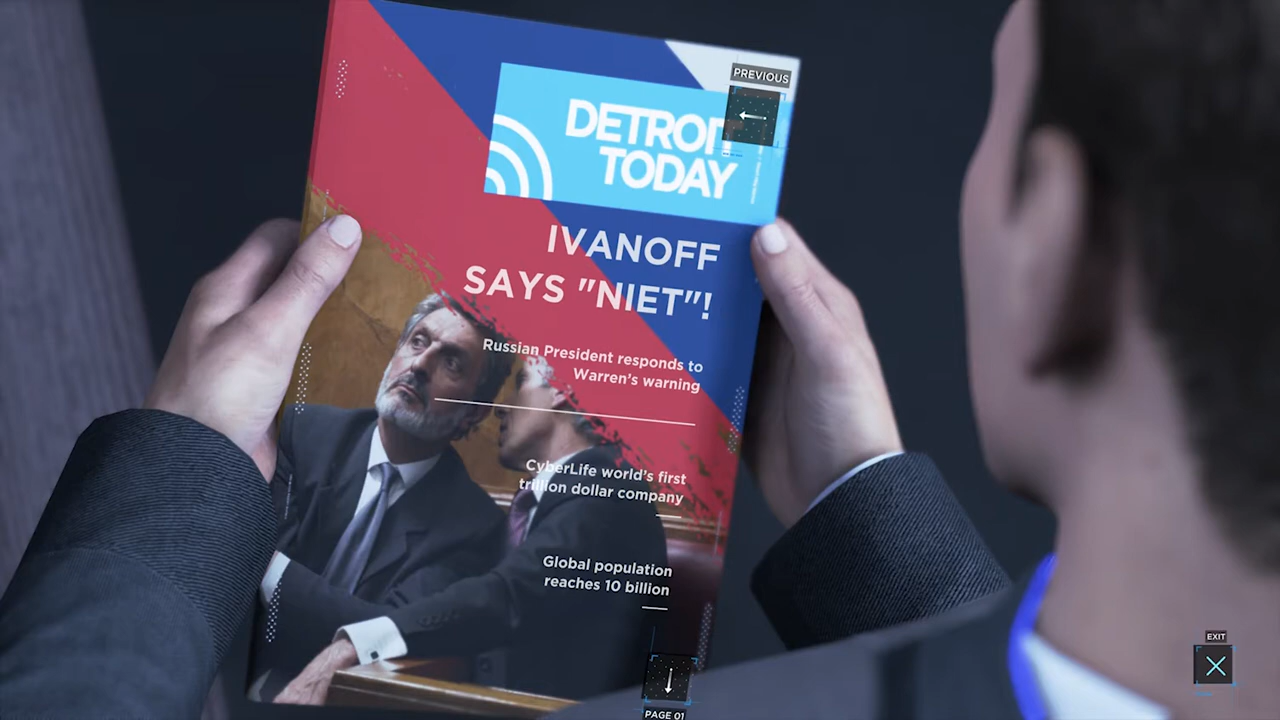 PREVIOUS
DETROIT
TODAY
IVANOFF
SAYS "NIET"!
Russian President responds to
Warren's warning
CyberLife world's first
trillion dollar company
Global population
reaches 10 billion
PAGE 01
EXIT